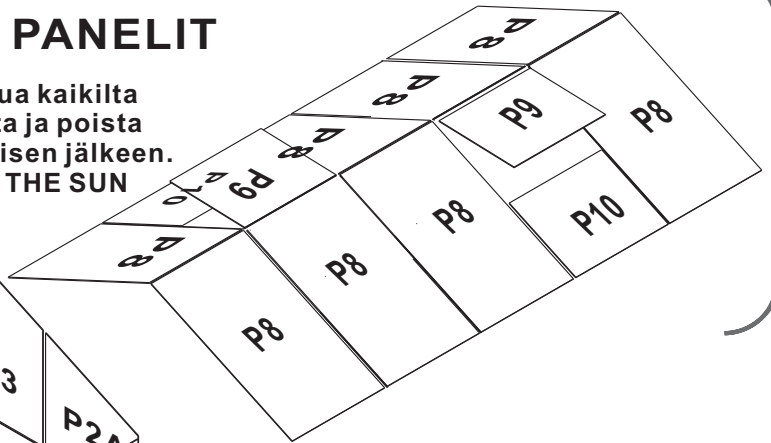 PANELIT
ua kaikilta
a ja poista
isen jälkeen.
THE SUN
P8
P8
P8
P9
P8
P8
P10
P9
P10
P8
P8
P8
P8
3
P2A